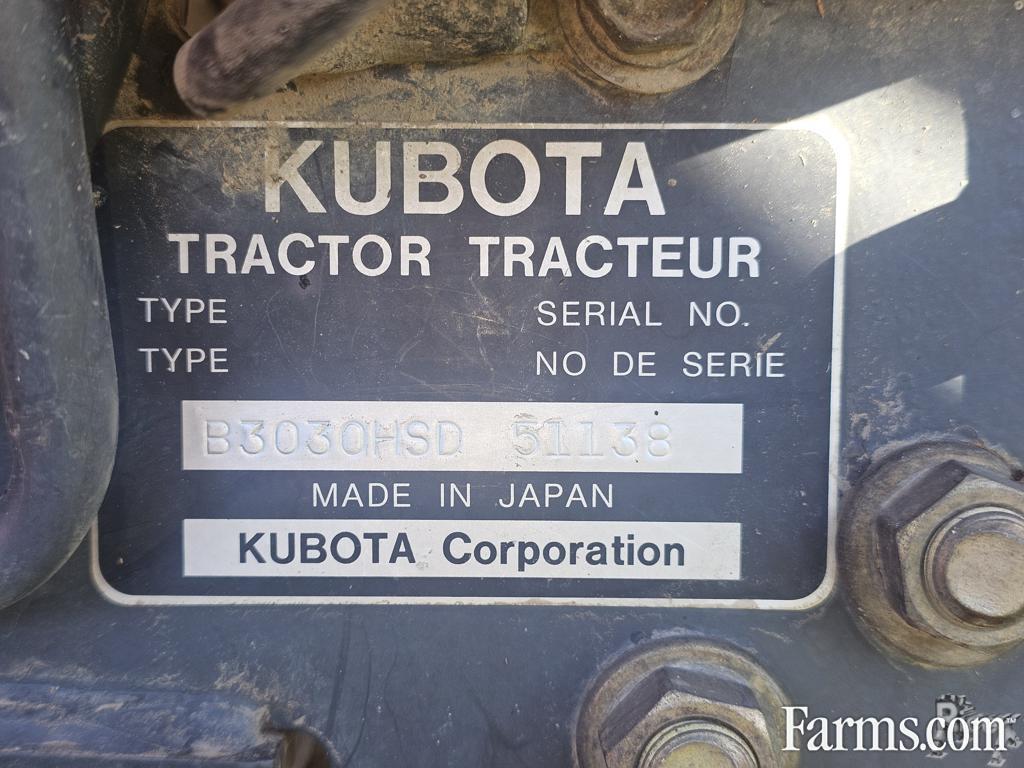 KUBOTA
TRACTOR TRACTEUR
TYPE SERIAL NO.
TYPE NO DE SERIE
B3030HSD 51138
MADE IN JAPAN
KUBOTA Corporation
Farms.com